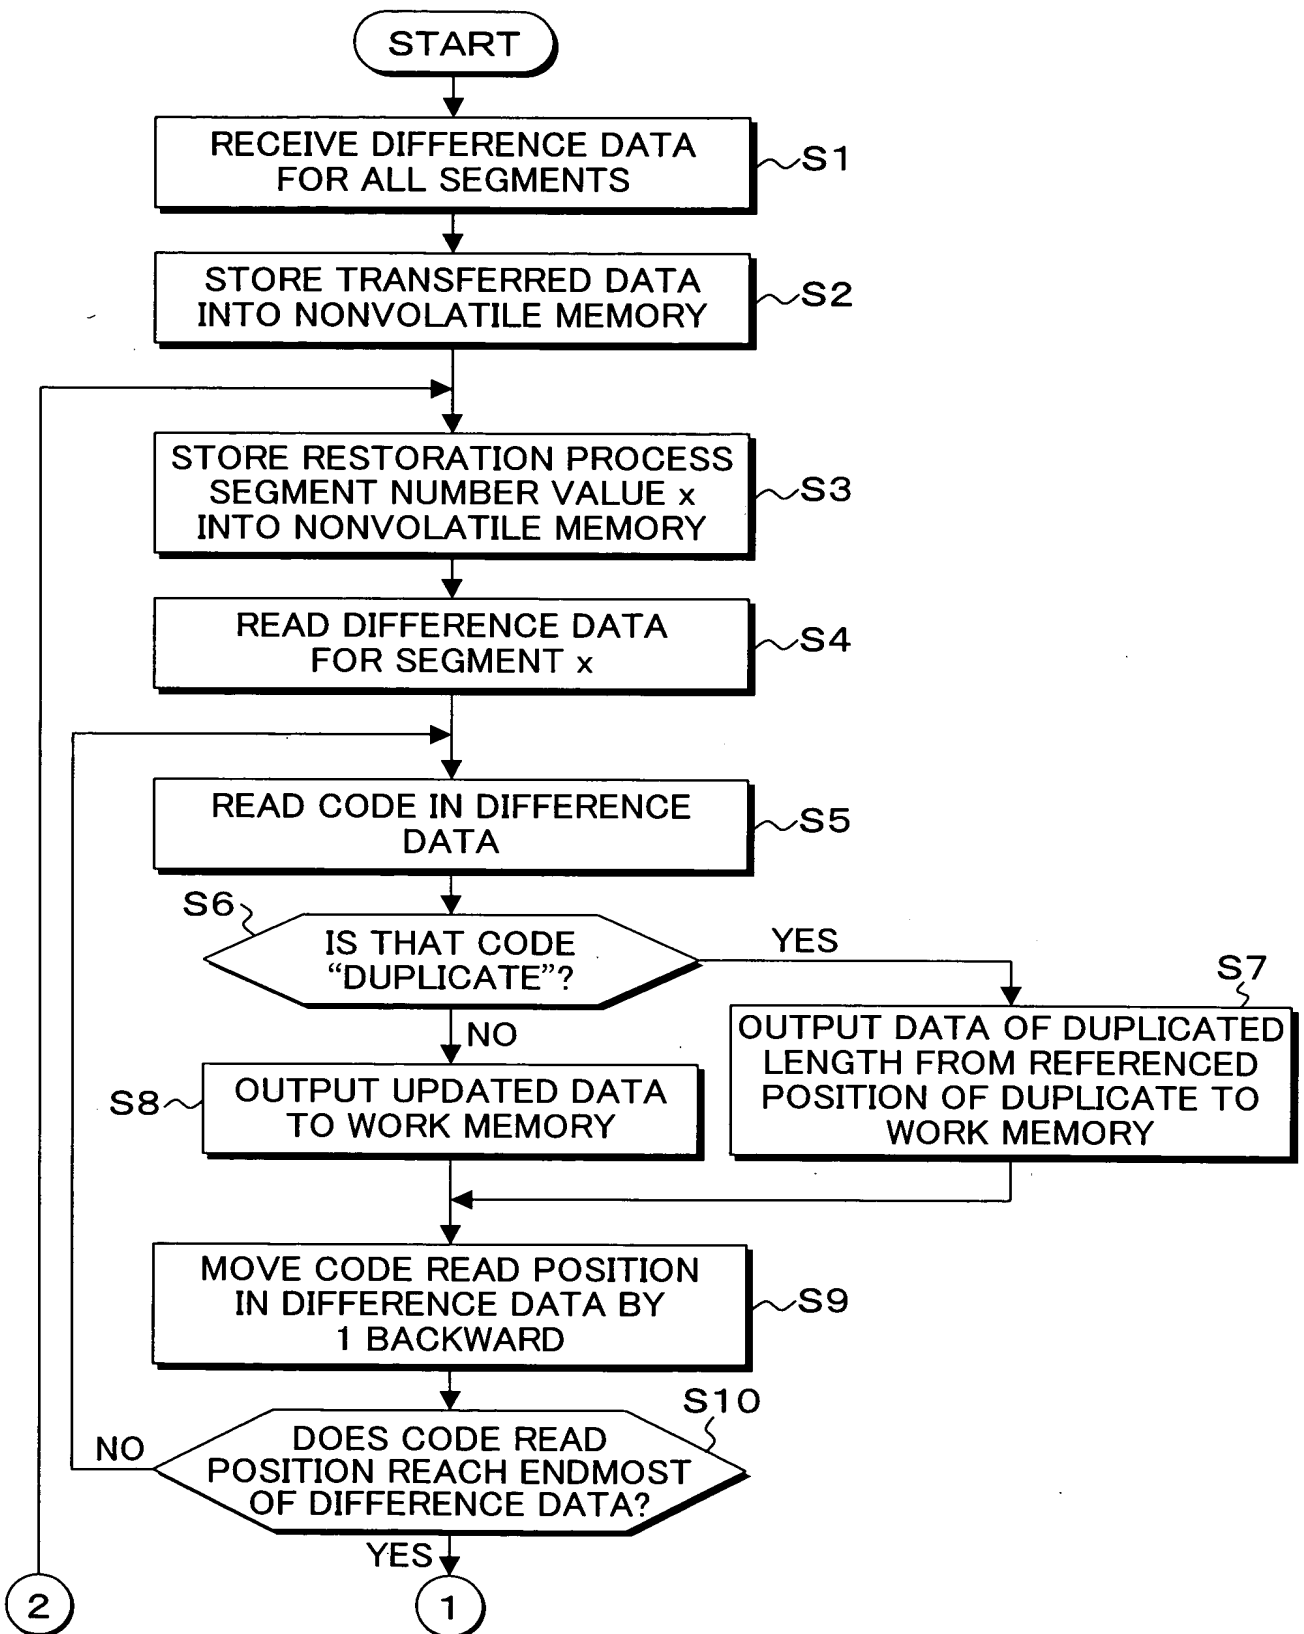 START
RECEIVE DIFFERENCE DATA
FOR ALL SEGMENTS
S1
STORE TRANSFERRED DATA
INTO NONVOLATILE MEMORY
S2
STORE RESTORATION PROCESS
SEGMENT NUMBER VALUE x
INTO NONVOLATILE MEMORY
S3
READ DIFFERENCE DATA
FOR SEGMENT x
S4
READ CODE IN DIFFERENCE
DATA
S5
S6
IS THAT CODE
“DUPLICATE”?
YES
NO
S7
OUTPUT DATA OF DUPLICATED
LENGTH FROM REFERENCED
POSITION OF DUPLICATE TO
WORK MEMORY
S8
OUTPUT UPDATED DATA
TO WORK MEMORY
MOVE CODE READ POSITION
IN DIFFERENCE DATA BY
1 BACKWARD
S9
S10
DOES CODE READ
POSITION REACH ENDMOST
OF DIFFERENCE DATA?
NO
YES
2
1